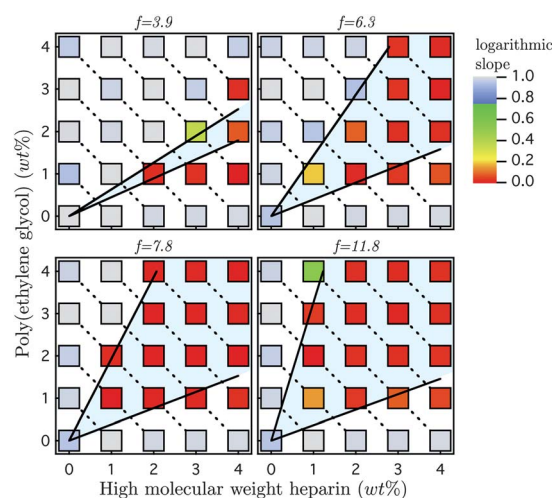 f=3.9
f=6.3
logarithmic
slope
1.0
0.8
0.6
0.4
0.2
0.0
4
3
2
1
0
Poly(ethylene glycol) (wt%)
f=7.8
f=11.8
4
3
2
1
0
0 1 2 3 4
0 1 2 3 4
High molecular weight heparin (wt%)